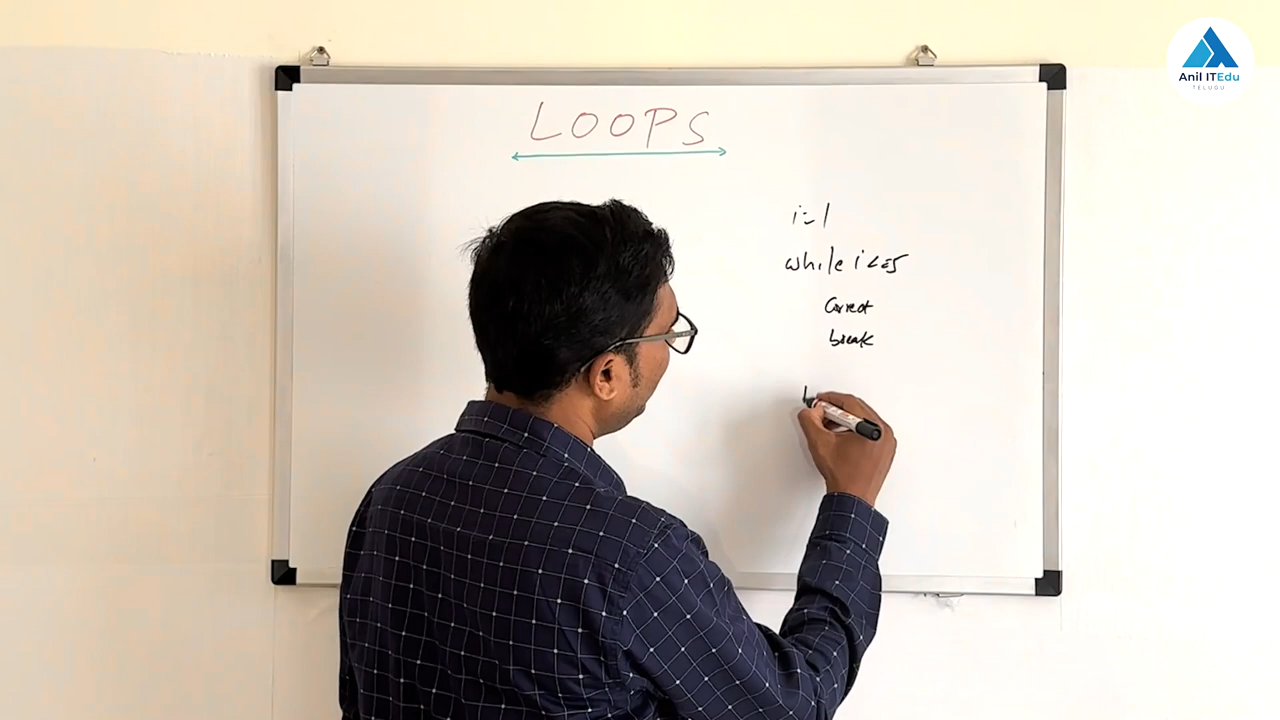 LOOPS
i=1
while i<=5
Correct
break
Anil ITEdu
TELUGU